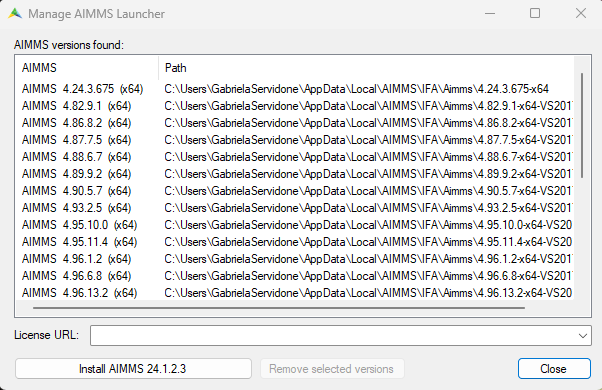 Manage AIMMS Launcher
AIMMS versions found:
AIMMS Path
AIMMS 4.24.3.675 (x64) C:\Users\GabrielaServidone\AppData\Local\AIMMS\IFA\Aimms\4.24.3.675-x64
AIMMS 4.82.9.1 (x64) C:\Users\GabrielaServidone\AppData\Local\AIMMS\IFA\Aimms\4.82.9.1-x64-VS201
AIMMS 4.86.8.2 (x64) C:\Users\GabrielaServidone\AppData\Local\AIMMS\IFA\Aimms\4.86.8.2-x64-VS201
AIMMS 4.87.7.5 (x64) C:\Users\GabrielaServidone\AppData\Local\AIMMS\IFA\Aimms\4.87.7.5-x64-VS201
AIMMS 4.88.6.7 (x64) C:\Users\GabrielaServidone\AppData\Local\AIMMS\IFA\Aimms\4.88.6.7-x64-VS201
AIMMS 4.89.9.2 (x64) C:\Users\GabrielaServidone\AppData\Local\AIMMS\IFA\Aimms\4.89.9.2-x64-VS201
AIMMS 4.90.5.7 (x64) C:\Users\GabrielaServidone\AppData\Local\AIMMS\IFA\Aimms\4.90.5.7-x64-VS201
AIMMS 4.93.2.5 (x64) C:\Users\GabrielaServidone\AppData\Local\AIMMS\IFA\Aimms\4.93.2.5-x64-VS201
AIMMS 4.95.10.0 (x64) C:\Users\GabrielaServidone\AppData\Local\AIMMS\IFA\Aimms\4.95.10.0-x64-VS20
AIMMS 4.95.11.4 (x64) C:\Users\GabrielaServidone\AppData\Local\AIMMS\IFA\Aimms\4.95.11.4-x64-VS20
AIMMS 4.96.1.2 (x64) C:\Users\GabrielaServidone\AppData\Local\AIMMS\IFA\Aimms\4.96.1.2-x64-VS201
AIMMS 4.96.6.8 (x64) C:\Users\GabrielaServidone\AppData\Local\AIMMS\IFA\Aimms\4.96.6.8-x64-VS201
AIMMS 4.96.13.2 (x64) C:\Users\GabrielaServidone\AppData\Local\AIMMS\IFA\Aimms\4.96.13.2-x64-VS20
License URL:
Install AIMMS 24.1.2.3 Remove selected versions Close